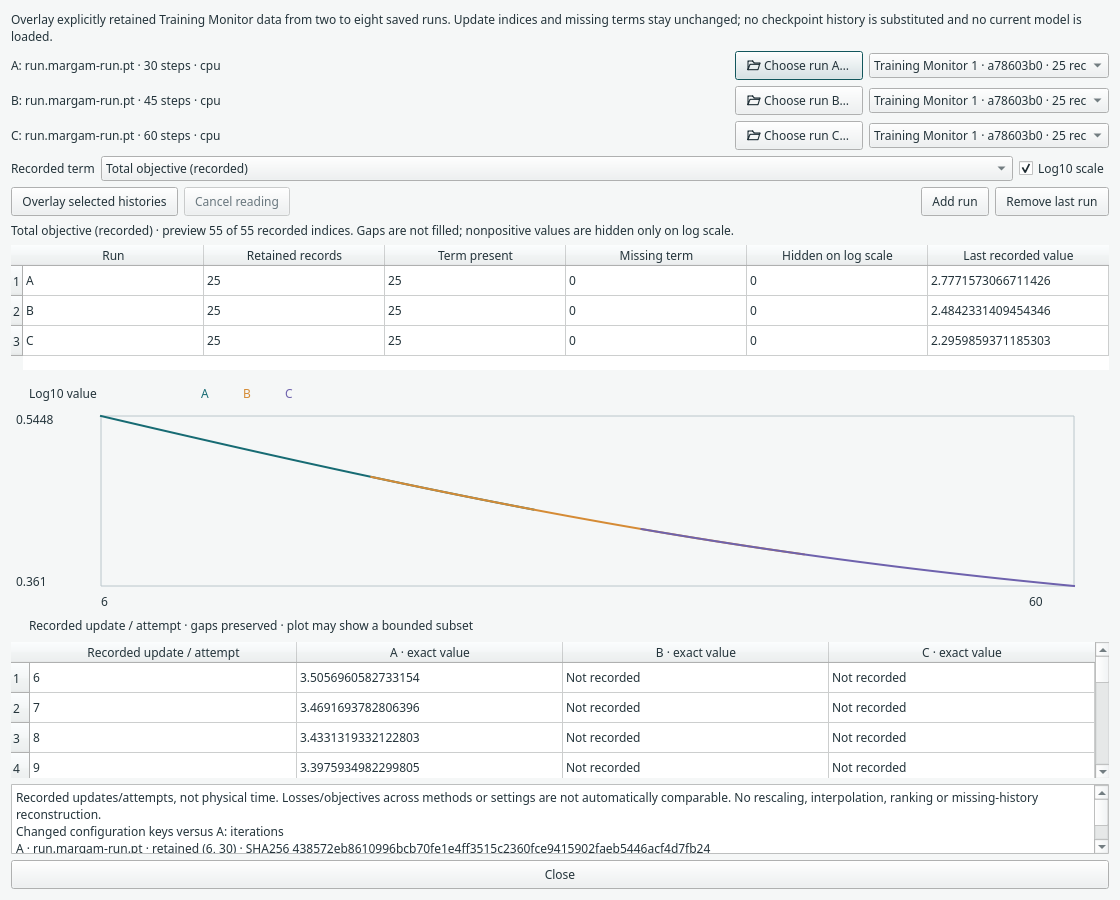 Overlay explicitly retained Training Monitor data from two to eight saved runs. Update indices and missing terms stay unchanged; no checkpoint history is substituted and no current model is
loaded.
A: run.margam-run.pt · 30 steps · cpu
Choose run A...
Training Monitor 1 · a78603b0 · 25 rec
B: run.margam-run.pt · 45 steps · cpu
Choose run B...
Training Monitor 1 · a78603b0 · 25 rec
C: run.margam-run.pt · 60 steps · cpu
Choose run C...
Training Monitor 1 · a78603b0 · 25 rec
Recorded term
Total objective (recorded)
Log10 scale
Overlay selected histories
Cancel reading
Add run
Remove last run
Total objective (recorded) · preview 55 of 55 recorded indices. Gaps are not filled; nonpositive values are hidden only on log scale.
Run Retained records Term present Missing term Hidden on log scale Last recorded value
1 A 25 25 0 0 2.7771573066711426
2 B 25 25 0 0 2.4842331409454346
3 C 25 25 0 0 2.2959859371185303
Log10 value A B C
0.5448
0.361
6 60
Recorded update / attempt · gaps preserved · plot may show a bounded subset
Recorded update / attempt A · exact value B · exact value C · exact value
1 6 3.5056960582733154 Not recorded Not recorded
2 7 3.4691693782806396 Not recorded Not recorded
3 8 3.4331319332122803 Not recorded Not recorded
4 9 3.3975934982299805 Not recorded Not recorded
Recorded updates/attempts, not physical time. Losses/objectives across methods or settings are not automatically comparable. No rescaling, interpolation, ranking or missing-history
reconstruction.
Changed configuration keys versus A: iterations
A · run.margam-run.pt · retained (6, 30) · SHA256 438572eb8610996bcb70fe1e4ff3515c2360fce9415902faeb5446acf4d7fb24
Close